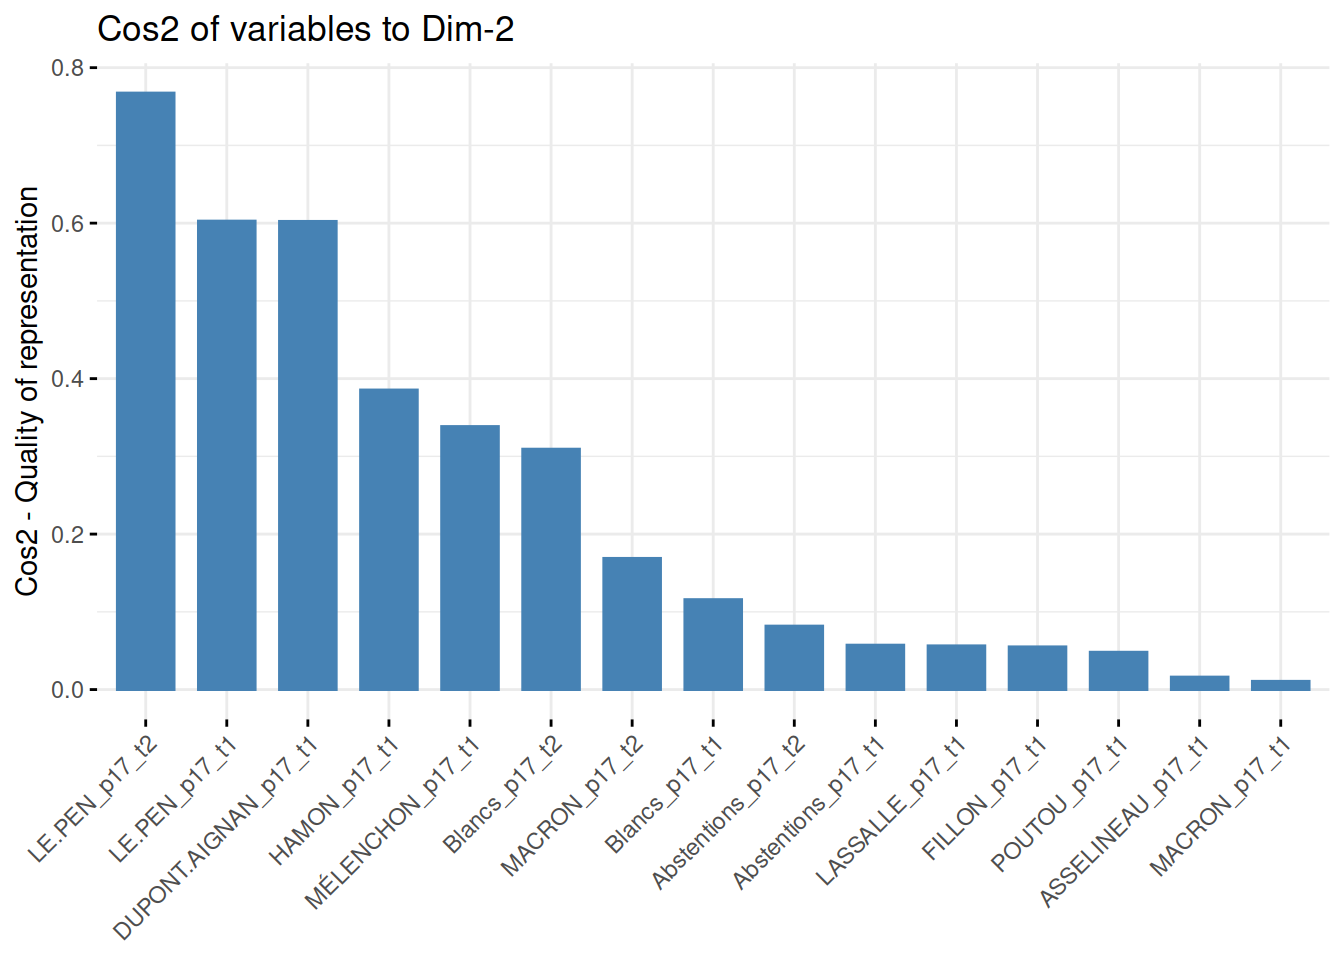 Cos2 of variables to Dim-2
Cos2 - Quality of representation
0.8
0.6
0.4
0.2
0.0
LE.PEN_p17_t2
LE.PEN_p17_t1
DUPONT.AIGNAN_p17_t1
HAMON_p17_t1
MÉLENCHON_p17_t1
Blancs_p17_t2
MACRON_p17_t2
Blancs_p17_t1
Abstentions_p17_t2
Abstentions_p17_t1
LASSALLE_p17_t1
FILLON_p17_t1
POUTOU_p17_t1
ASSELINEAU_p17_t1
MACRON_p17_t1